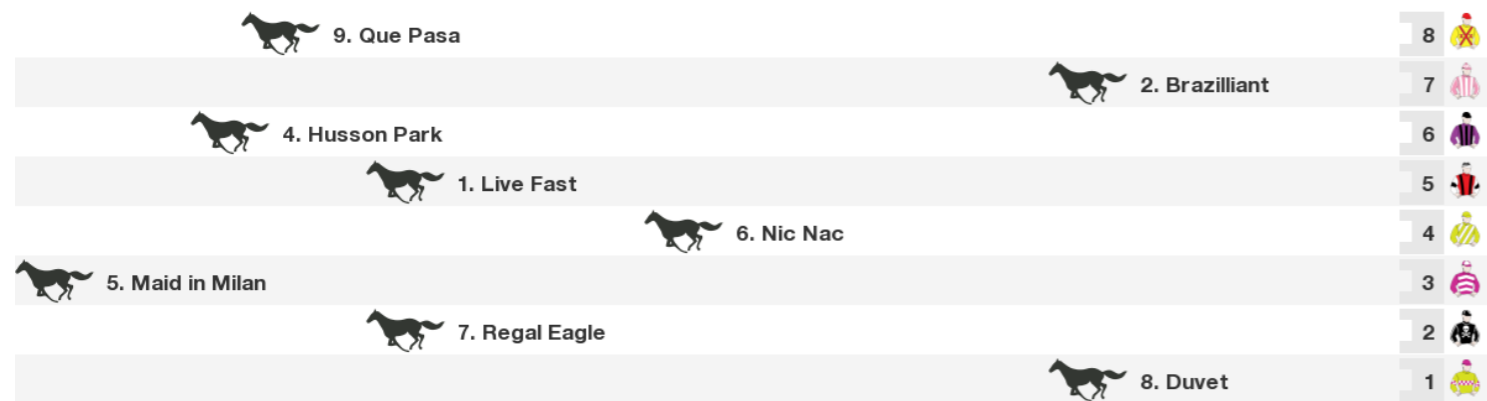 9. Que Pasa 8
2. Brazilliant 7
4. Husson Park 6
1. Live Fast 5
6. Nic Nac 4
5. Maid in Milan 3
7. Regal Eagle 2
8. Duvet 1